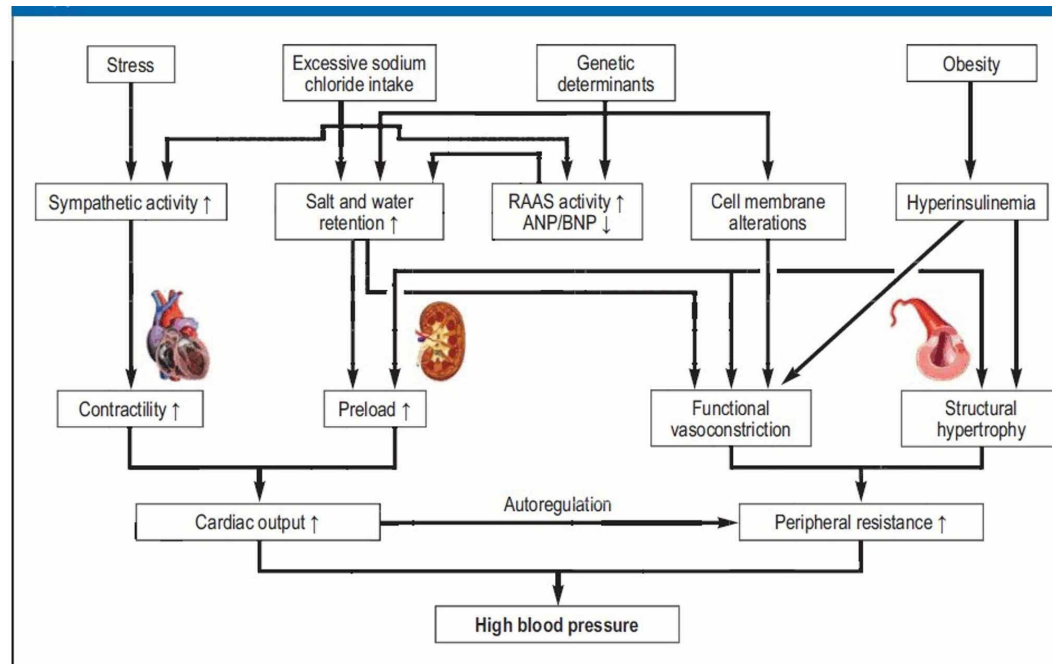 Stress
Excessive sodium
chloride intake
Genetic
determinants
Obesity
Sympathetic activity ↑
Salt and water
retention ↑
RAAS activity ↑
ANP/BNP ↓
Cell membrane
alterations
Hyperinsulinemia
Contractility ↑
Preload ↑
Functional
vasoconstriction
Structural
hypertrophy
Cardiac output ↑
Autoregulation
Peripheral resistance ↑
High blood pressure